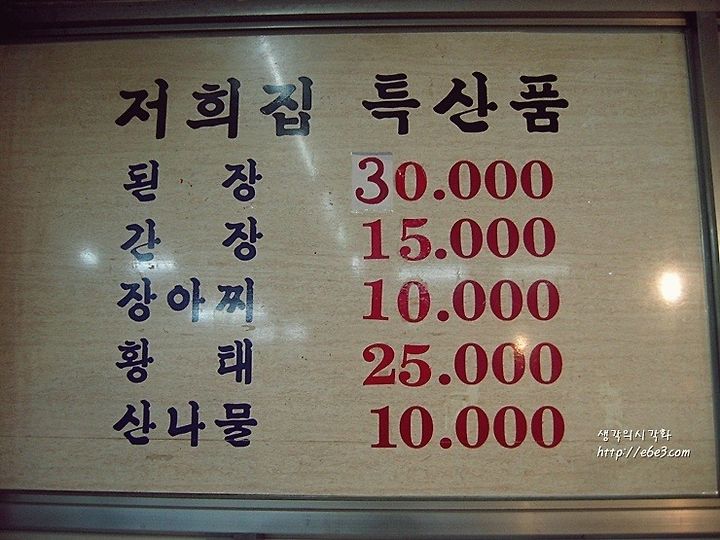 저희집 특산품
된 장 30.000
간 장 15.000
장아찌 10.000
황 태 25.000
산나물 10.000
생각의시각화
http://e6e3.com